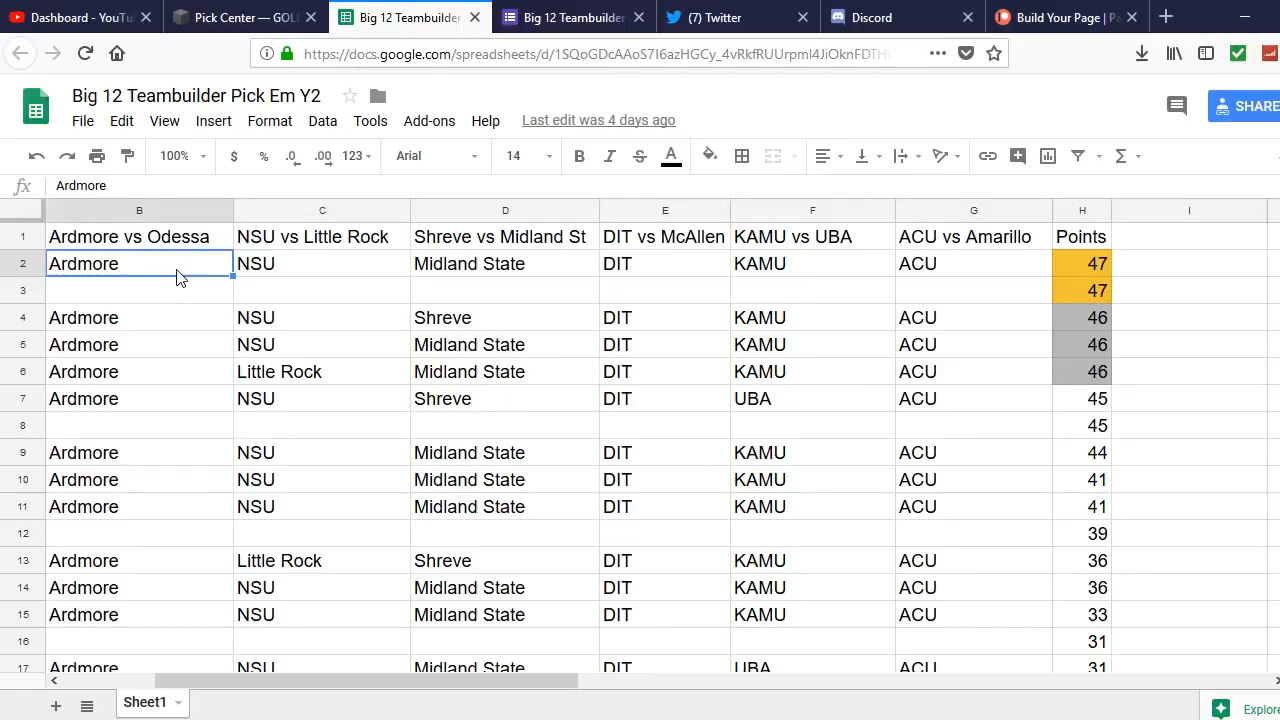 Dashboard - YouTu
Pick Center — GOLI
Big 12 Teambuilder
Big 12 Teambuilder
(7) Twitter
Discord
Build Your Page | Pa
https://docs.google.com/spreadsheets/d/1SQoGDcAAoS7I6azHGCy_4vRkfRUUrpml4JiOknFDTH
Big 12 Teambuilder Pick Em Y2
File Edit View Insert Format Data Tools Add-ons Help Last edit was 4 days ago
SHARE
100% $ % .0 .00 123 Arial 14 B I S A
fx Ardmore
B C D E F G H I
1 Ardmore vs Odessa NSU vs Little Rock Shreve vs Midland St DIT vs McAllen KAMU vs UBA ACU vs Amarillo Points
2 Ardmore NSU Midland State DIT KAMU ACU 47
3 47
4 Ardmore NSU Shreve DIT KAMU ACU 46
5 Ardmore NSU Midland State DIT KAMU ACU 46
6 Ardmore Little Rock Midland State DIT KAMU ACU 46
7 Ardmore NSU Shreve DIT UBA ACU 45
8 45
9 Ardmore NSU Midland State DIT KAMU ACU 44
10 Ardmore NSU Midland State DIT KAMU ACU 41
11 Ardmore NSU Midland State DIT KAMU ACU 41
12 39
13 Ardmore Little Rock Shreve DIT KAMU ACU 36
14 Ardmore NSU Midland State DIT KAMU ACU 36
15 Ardmore NSU Midland State DIT KAMU ACU 33
16 31
17 Ardmore NSU Midland State DIT UBA ACU 31
Sheet1
Explore